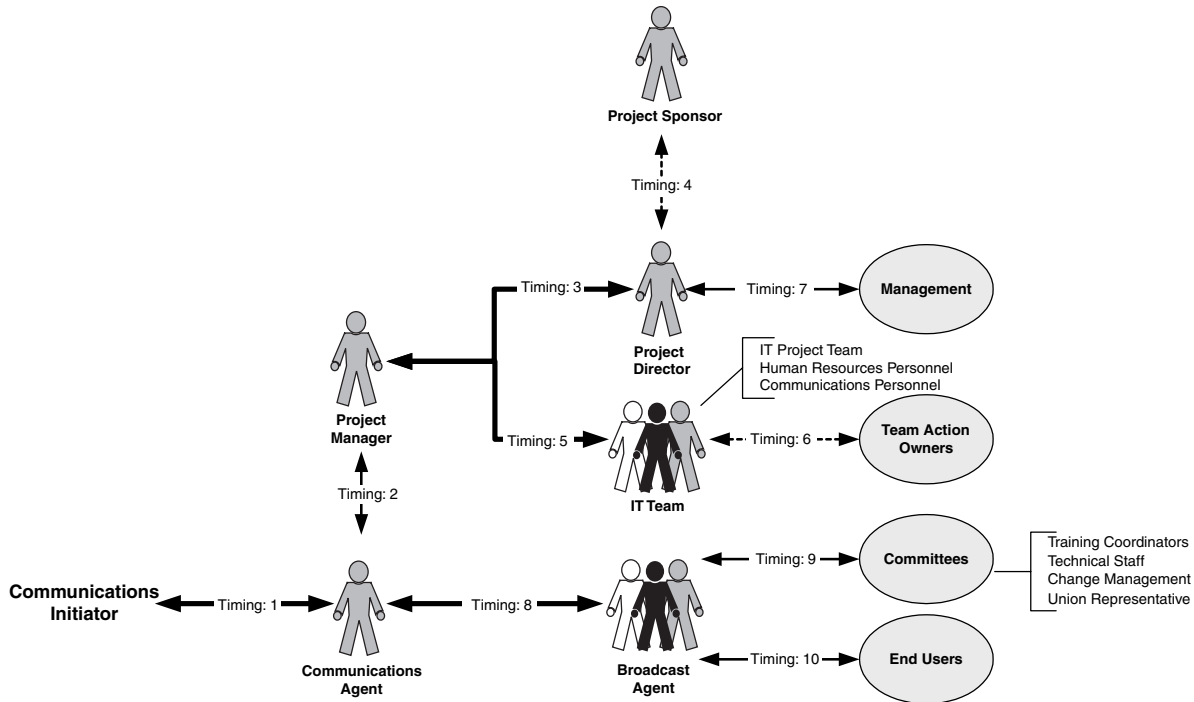 Project Sponsor
Timing: 4
Timing: 3
Timing: 7
Management
Project
Director
IT Project Team
Human Resources Personnel
Communications Personnel
Project
Manager
Timing: 5
Timing: 6
Team Action
Owners
IT Team
Timing: 2
Timing: 9
Committees
Training Coordinators
Technical Staff
Change Management
Union Representative
Communications
Initiator
Timing: 1
Timing: 8
Communications
Agent
Broadcast
Agent
Timing: 10
End Users